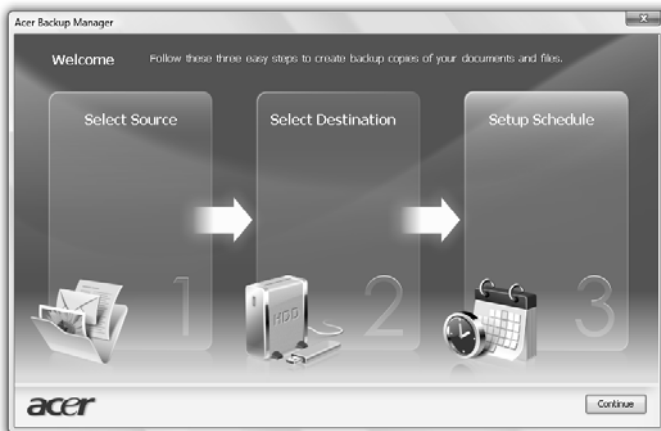 Acer Backup Manager
Welcome
Follow these three easy steps to create backup copies of your documents and files.
Select Source
Select Destination
Setup Schedule
HDD
1
2
3
acer
Continue